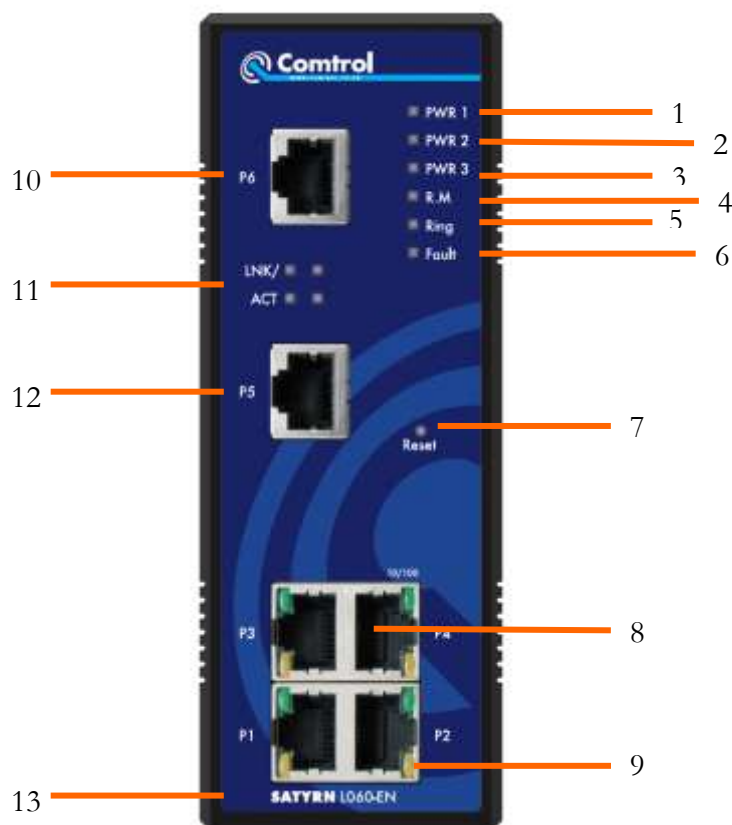 Comtrol
PWR 1
1
PWR 2
2
10
P6
PWR 3
3
R.M
4
Ring
5
Fault
6
11
LNK/
ACT
12
P5
7
Reset
10/100
P3
P4
8
P1
P2
9
13
SATYRN L060-EN